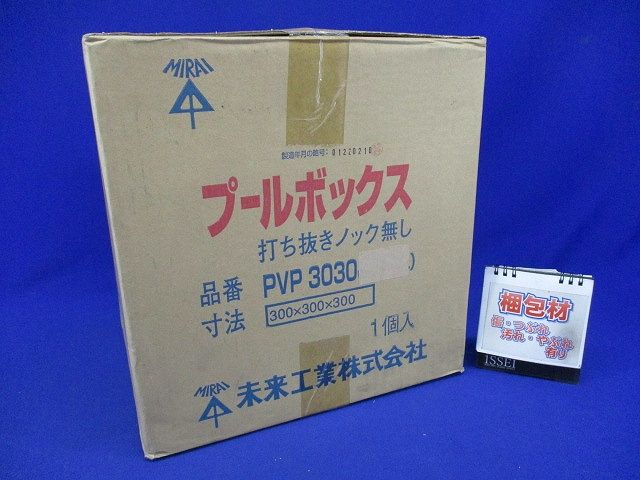 MIRAI
製造年月の略号：01220210
プールボックス
打ち抜きノック無し
品番 PVP 3030 )
寸法 300×300×300
1個入
MIRAI 未来工業株式会社
梱包材
傷・つぶれ
汚れ・やぶれ
有り
ISSEI